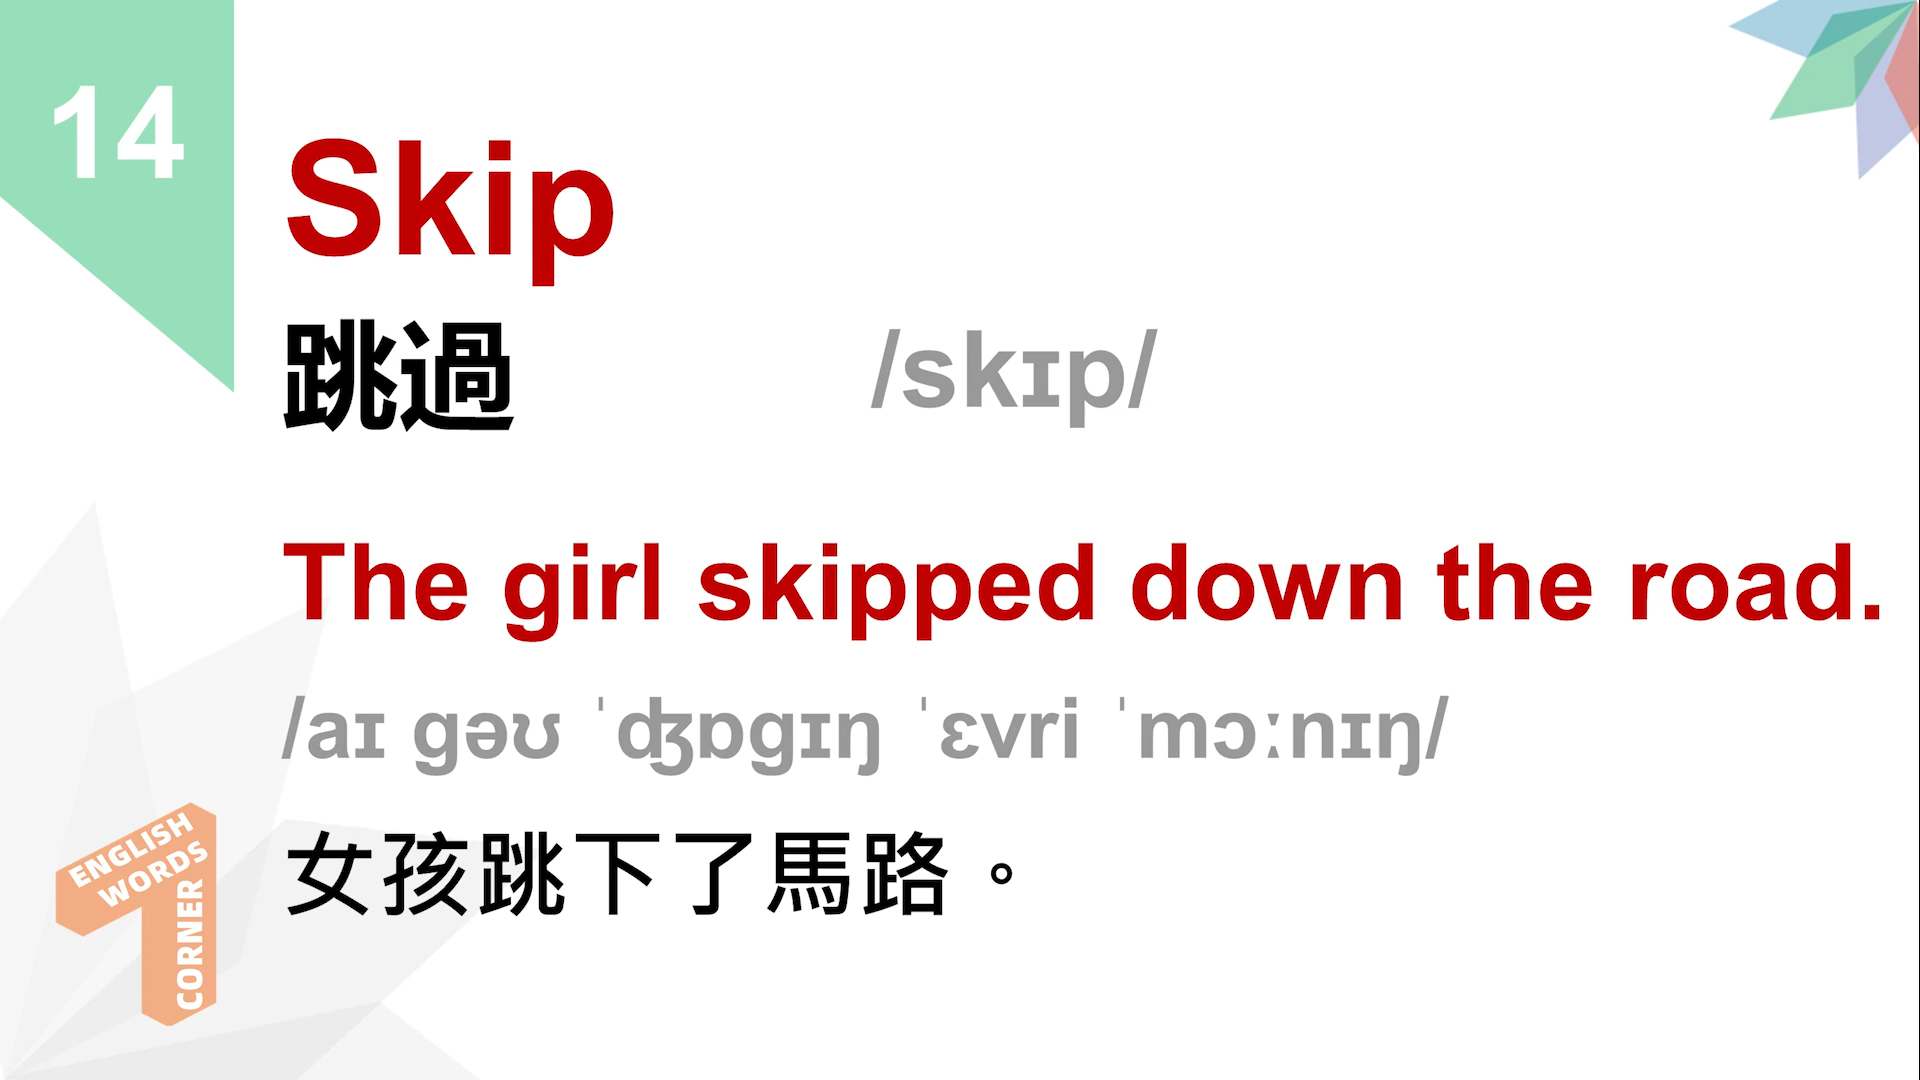 14
Skip
跳過
/skɪp/
The girl skipped down the road.
/aɪ gəʊ ˈʤɒgɪŋ ˈɛvri ˈmɔːnɪŋ/
女孩跳下了馬路。
ENGLISH
WORDS
CORNER